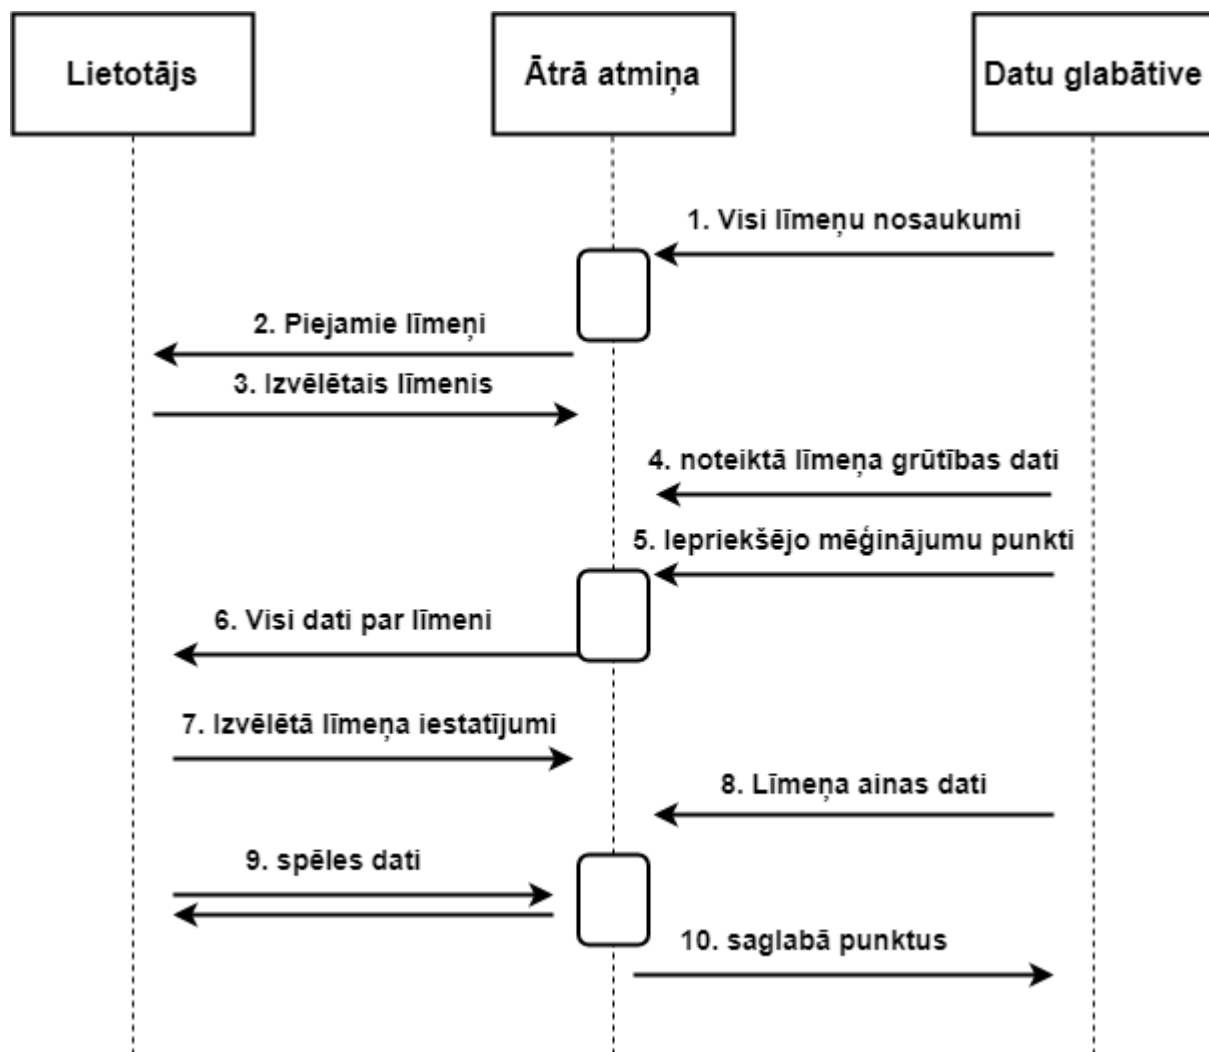 Lietotājs
Ātrā atmiņa
Datu glabātive
1. Visi līmeņu nosaukumi
2. Piejamie līmeņi
3. Izvēlētais līmenis
4. noteiktā līmeņa grūtības dati
5. Iepriekšējo mēģinājumu punkti
6. Visi dati par līmeni
7. Izvēlētā līmeņa iestatījumi
8. Līmeņa ainas dati
9. spēles dati
10. saglabā punktus